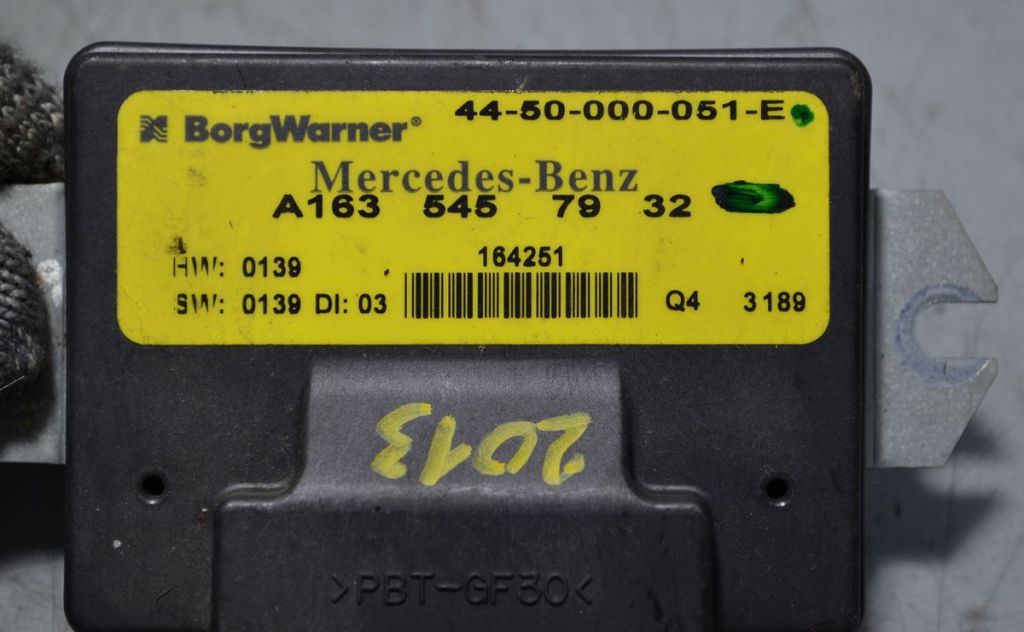 BorgWarner® 44-50-000-051-E
Mercedes-Benz
A163 545 79 32
HW: 0139 164251
SW: 0139 DI: 03 Q4 3189
2013
>PBT-GF30<